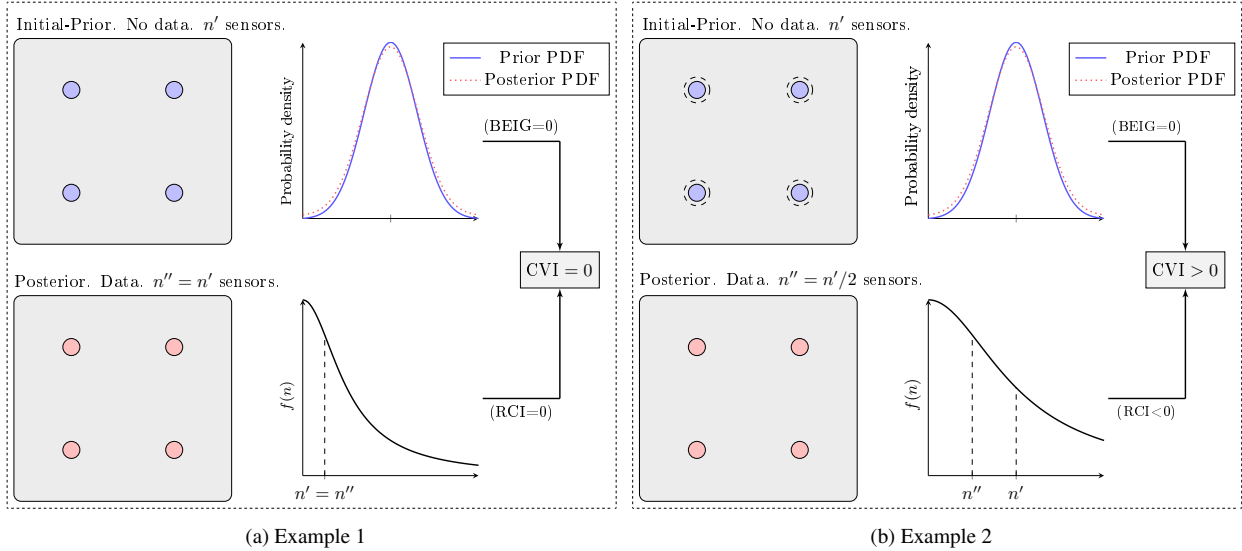 Initial-Prior. No data. n′ sensors.
Probability density
Prior PDF
Posterior PDF
(BEIG=0)
CVI = 0
Posterior. Data. n″ = n′ sensors.
f(n)
(RCI=0)
n′ = n″
(a) Example 1
Initial-Prior. No data. n′ sensors.
Probability density
Prior PDF
Posterior PDF
(BEIG=0)
CVI > 0
Posterior. Data. n″ = n′/2 sensors.
f(n)
(RCI<0)
n″ n′
(b) Example 2